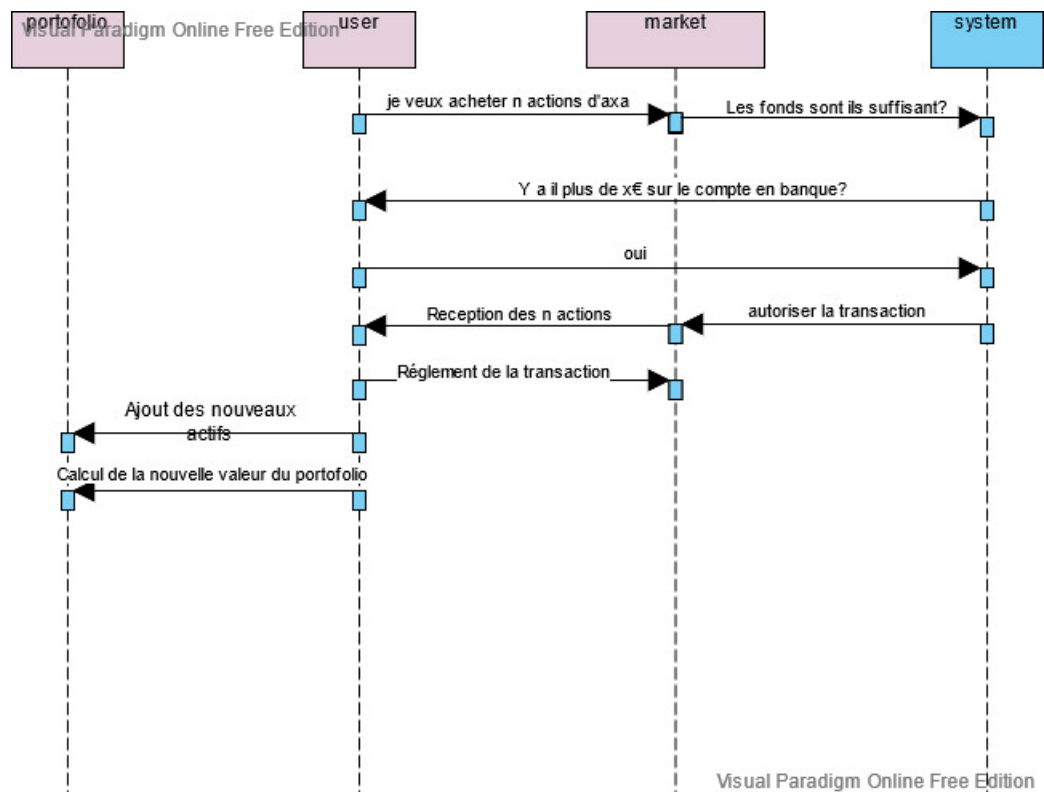 portofolio
user
market
system
Visual Paradigm Online Free Edition
je veux acheter n actions d'axa
Les fonds sont ils suffisant?
Y a il plus de x€ sur le compte en banque?
oui
Reception des n actions
autoriser la transaction
Réglement de la transaction
Ajout des nouveaux
actifs
Calcul de la nouvelle valeur du portofolio
Visual Paradigm Online Free Edition